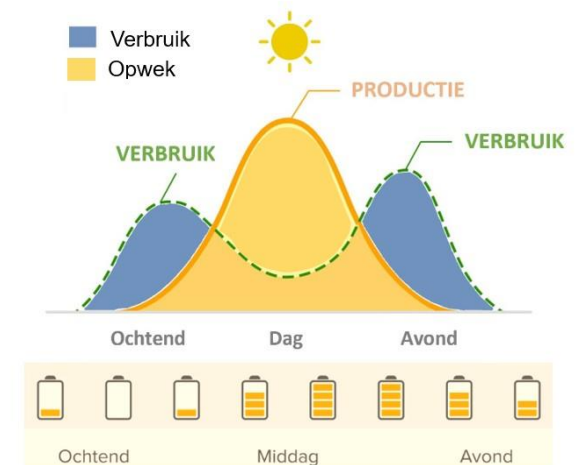 Verbruik
Opwek
PRODUCTIE
VERBRUIK
VERBRUIK
Ochtend Dag Avond
Ochtend Middag Avond